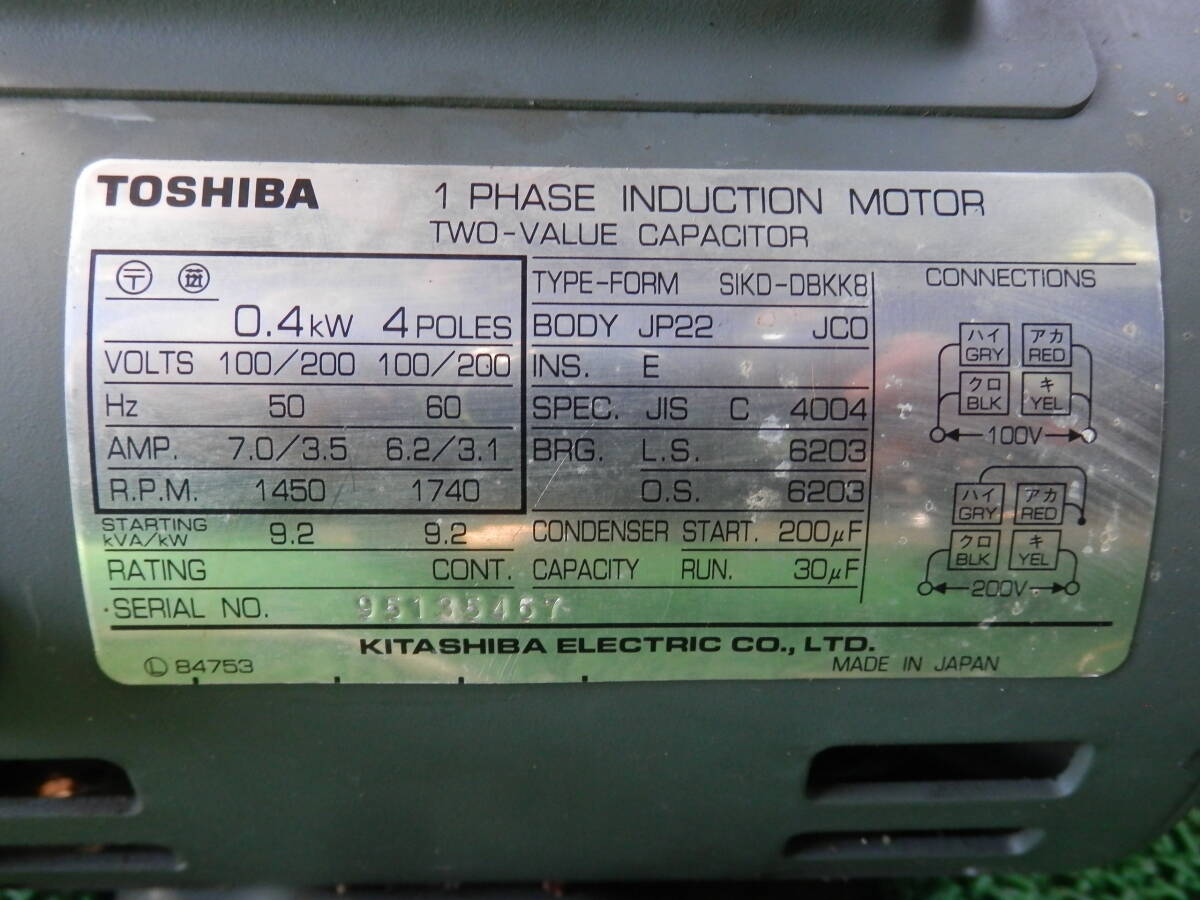 TOSHIBA 1 PHASE INDUCTION MOTOR
TWO-VALUE CAPACITOR
〒
0.4kW 4 POLES
VOLTS 100/200 100/200
Hz 50 60
AMP. 7.0/3.5 6.2/3.1
R.P.M. 1450 1740
STARTING kVA/kW 9.2 9.2
RATING CONT.
SERIAL NO. 95135457
TYPE-FORM SIKD-DBKK8
BODY JP22 JC0
INS. E
SPEC. JIS C 4004
BRG. L.S. 6203
O.S. 6203
CONDENSER START. 200μF
CAPACITY RUN. 30μF
CONNECTIONS
ハイ アカ
GRY RED
クロ キ
BLK YEL
100V
ハイ アカ
GRY RED
クロ キ
BLK YEL
200V
KITASHIBA ELECTRIC CO., LTD.
Ⓛ 84753 MADE IN JAPAN